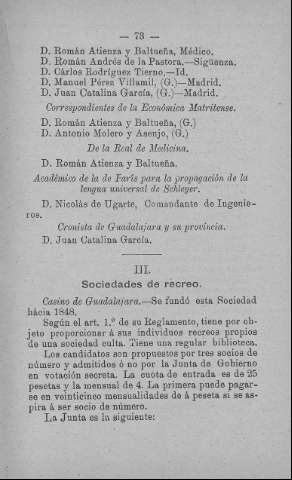 — 73 —
D. Román Atienza y Baltueña, Médico.
D. Román Andrés de la Pastora.—Sigüenza.
D. Cárlos Rodríguez Tierno.—Id.
D. Manuel Pérez Villamil, (G.)—Madrid.
D. Juan Catalina García, (G.)—Madrid.
Correspondientes de la Económica Matritense.
D. Román Atienza y Baltueña, (G.)
D. Antonio Molero y Asenjo, (G.)
De la Real de Medicina.
D. Román Atienza y Baltueña.
Académico de la de París para la propagación de la
lengua universal de Schleyer.
D. Nicolás de Ugarte, Comandante de Ingenie-
ros.
Cronista de Guadalajara y su provincia.
D. Juan Catalina García.
III.
Sociedades de recreo.
Casino de Guadalajara.—Se fundó esta Sociedad
hácia 1848.
Según el art. 1.° de su Reglamento, tiene por ob-
jeto proporcionar á sus individuos recreos propios
de una sociedad culta. Tiene una regular biblioteca.
Los candidatos son propuestos por tres socios de
número y admitidos ó no por la Junta de Gobierno
en votación secreta. La cuota de entrada es de 25
pesetas y la mensual de 4. La primera puede pagar-
se en veinticinco mensualidades de á peseta si se as-
pira á ser socio de número.
La Junta es la siguiente: